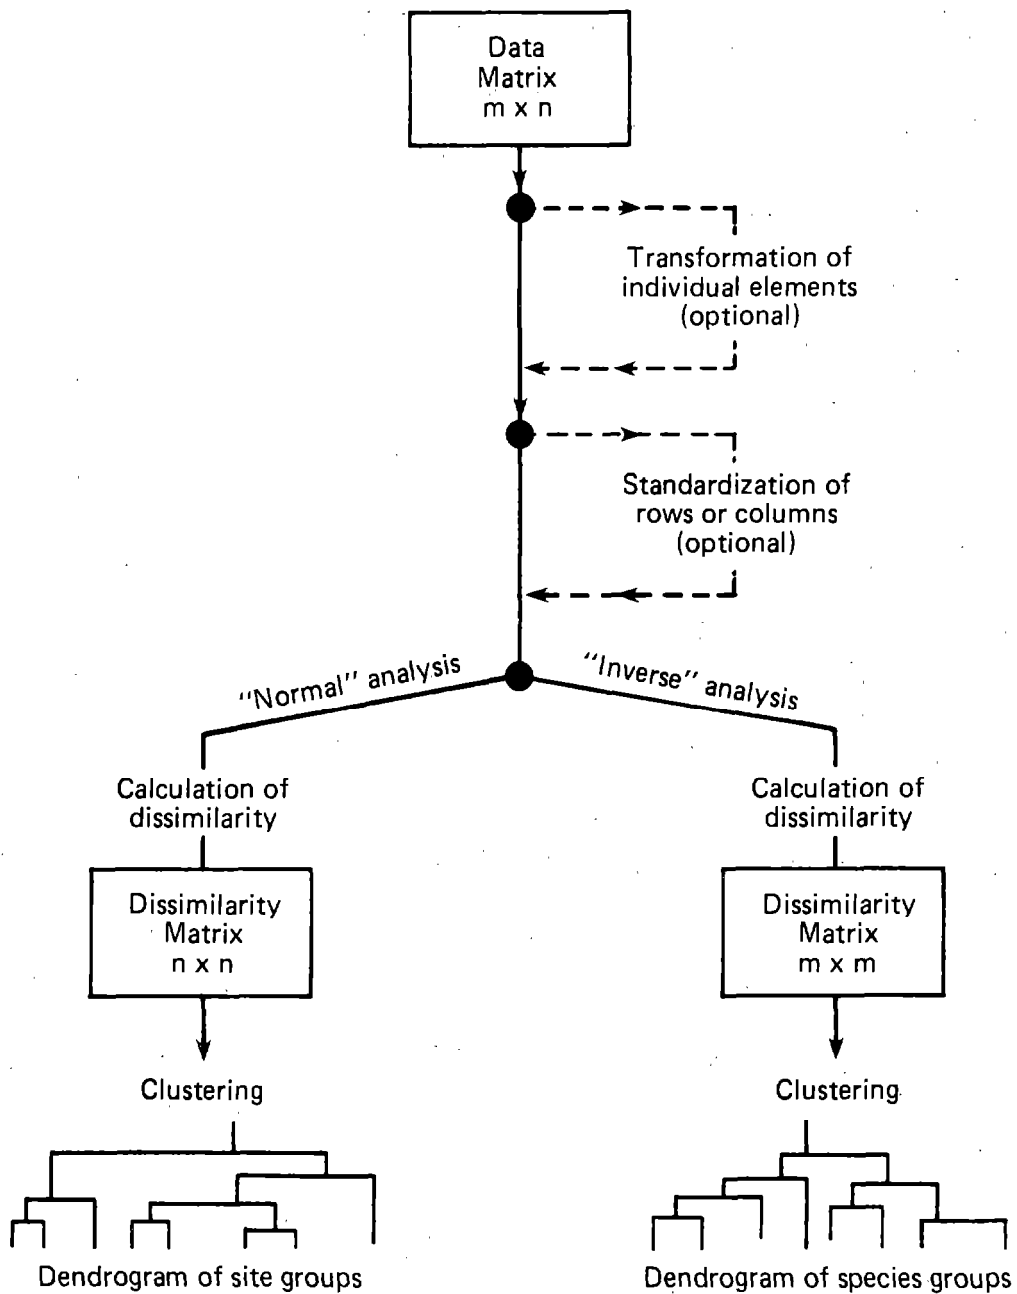 Data
Matrix
m x n
Transformation of
individual elements
(optional)
Standardization of
rows or columns
(optional)
"Normal" analysis
"Inverse" analysis
Calculation of
dissimilarity
Calculation of
dissimilarity
Dissimilarity
Matrix
n x n
Dissimilarity
Matrix
m x m
Clustering
Clustering
Dendrogram of site groups
Dendrogram of species groups